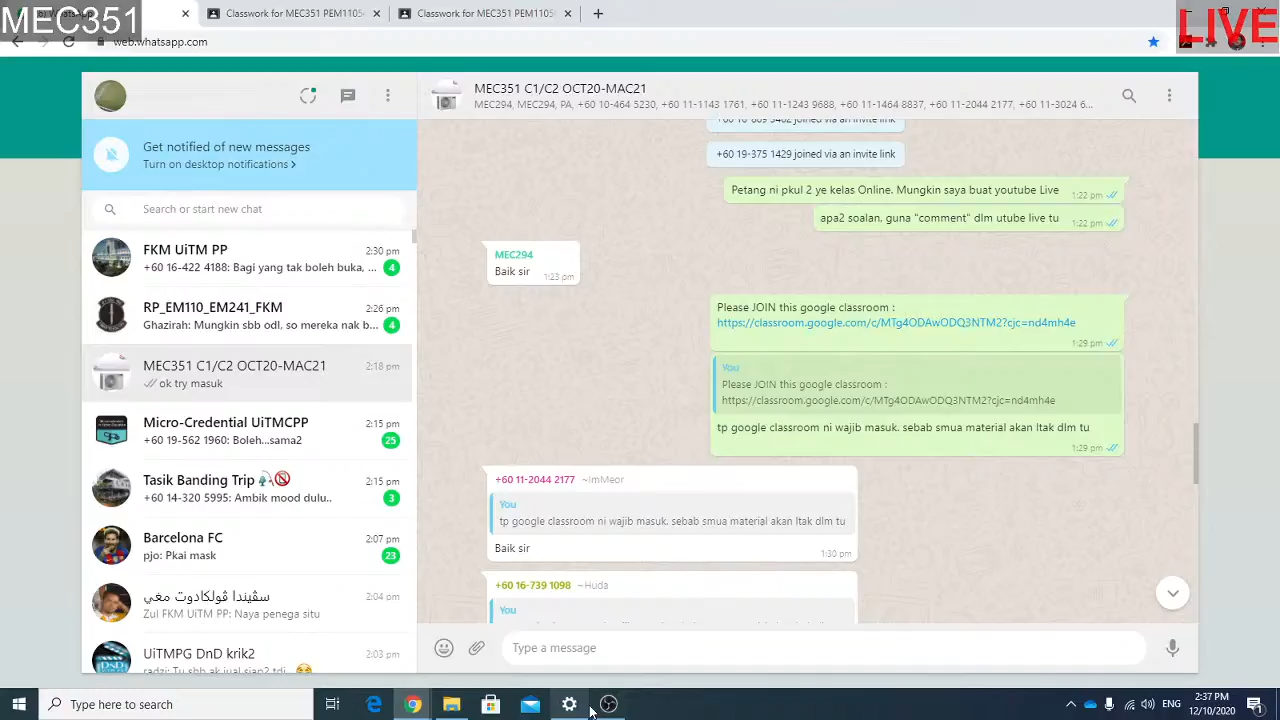 WhatsApp
Classwork for MEC351 PEM1105
Classwork for MEC351 PEM1105
MEC351
LIVE
web.whatsapp.com
MEC351 C1/C2 OCT20-MAC21
MEC294, MEC294, PA, +60 10-464 5230, +60 11-1143 1761, +60 11-1243 9688, +60 11-1464 8837, +60 11-2044 2177, +60 11-3024 6...
Get notified of new messages
Turn on desktop notifications >
Search or start new chat
FKM UiTM PP
2:30 pm
+60 16-422 4188: Bagi yang tak boleh buka, ...
4
RP_EM110_EM241_FKM
2:26 pm
Ghazirah: Mungkin sbb odl, so mereka nak b...
4
MEC351 C1/C2 OCT20-MAC21
2:18 pm
ok try masuk
Micro-Credential UiTMCPP
2:15 pm
+60 19-562 1960: Boleh...sama2
25
Tasik Banding Trip 🎣🚫
2:15 pm
+60 14-320 5995: Ambik mood dulu..
3
Barcelona FC
2:07 pm
pjo: Pkai mask
23
2:04 pm
Zul FKM UiTM PP: Naya penega situ
UiTMPG DnD krik2
2:03 pm
joined via an invite link
+60 19-375 1429 joined via an invite link
Petang ni pkul 2 ye kelas Online. Mungkin saya buat youtube Live
1:22 pm
apa2 soalan, guna "comment" dlm utube live tu
1:22 pm
MEC294
Baik sir
1:23 pm
Please JOIN this google classroom :
https://classroom.google.com/c/MTg4ODAwODQ3NTM2?cjc=nd4mh4e
1:29 pm
You
Please JOIN this google classroom :
https://classroom.google.com/c/MTg4ODAwODQ3NTM2?cjc=nd4mh4e
tp google classroom ni wajib masuk. sebab smua material akan ltak dlm tu
1:29 pm
+60 11-2044 2177 ~ImMeor
You
tp google classroom ni wajib masuk. sebab smua material akan ltak dlm tu
Baik sir
1:30 pm
+60 16-739 1098 ~Huda
You
Type a message
Type here to search
ENG
2:37 PM
12/10/2020
1